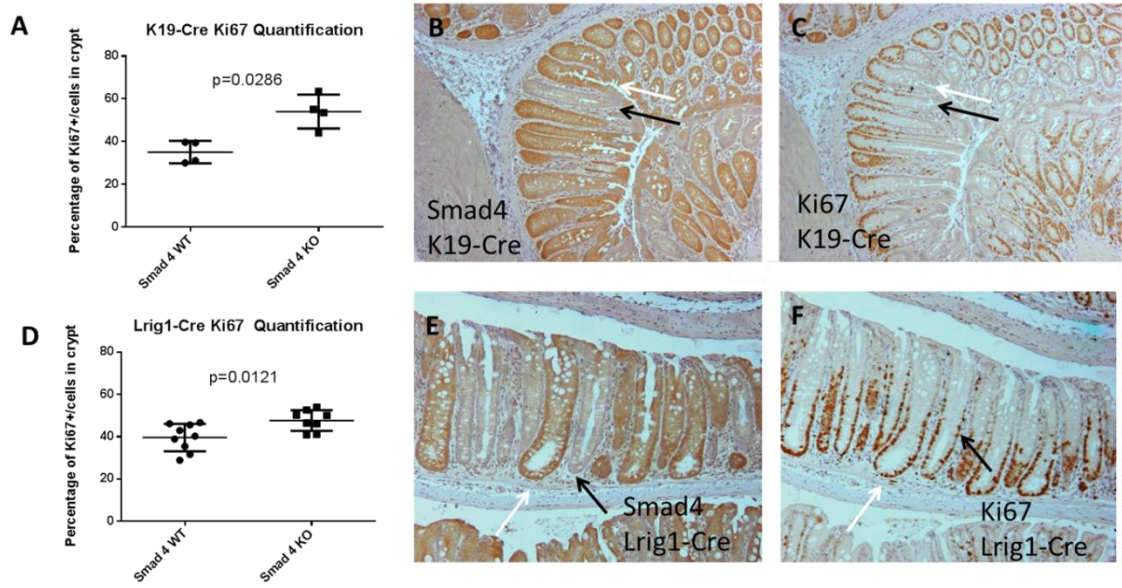 A
K19-Cre Ki67 Quantification
Percentage of Ki67+/cells in crypt
80
60
40
20
0
p=0.0286
Smad 4 WT
Smad 4 KO
B
Smad4
K19-Cre
C
Ki67
K19-Cre
D
Lrig1-Cre Ki67 Quantification
Percentage of Ki67+/cells in crypt
80
60
40
20
0
p=0.0121
Smad 4 WT
Smad 4 KO
E
Smad4
Lrig1-Cre
F
Ki67
Lrig1-Cre